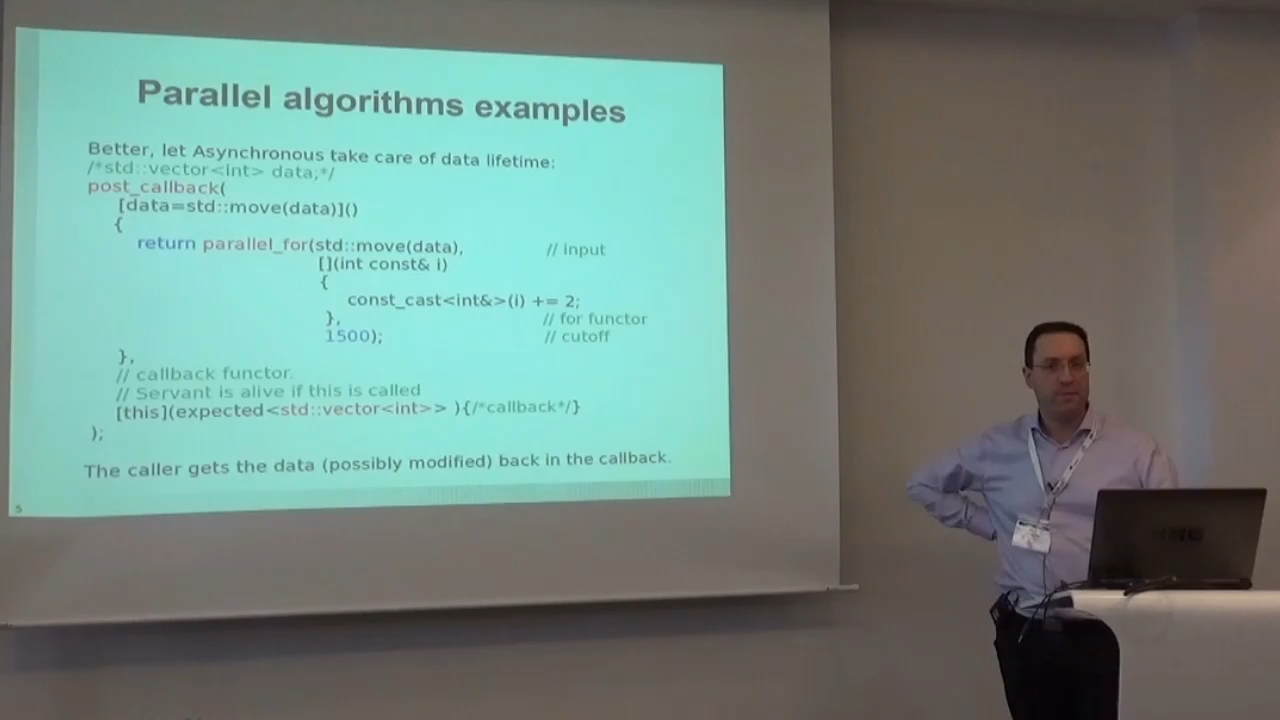 Parallel algorithms examples
Better, let Asynchronous take care of data lifetime:
/*std::vector<int> data;*/
post_callback(
[data=std::move(data)]()
{
return parallel_for(std::move(data), // input
[](int const& i)
{
const_cast<int&>(i) += 2;
}, // for functor
1500); // cutoff
},
// callback functor.
// Servant is alive if this is called
[this](expected<std::vector<int>> ){/*callback*/}
);
The caller gets the data (possibly modified) back in the callback.
5